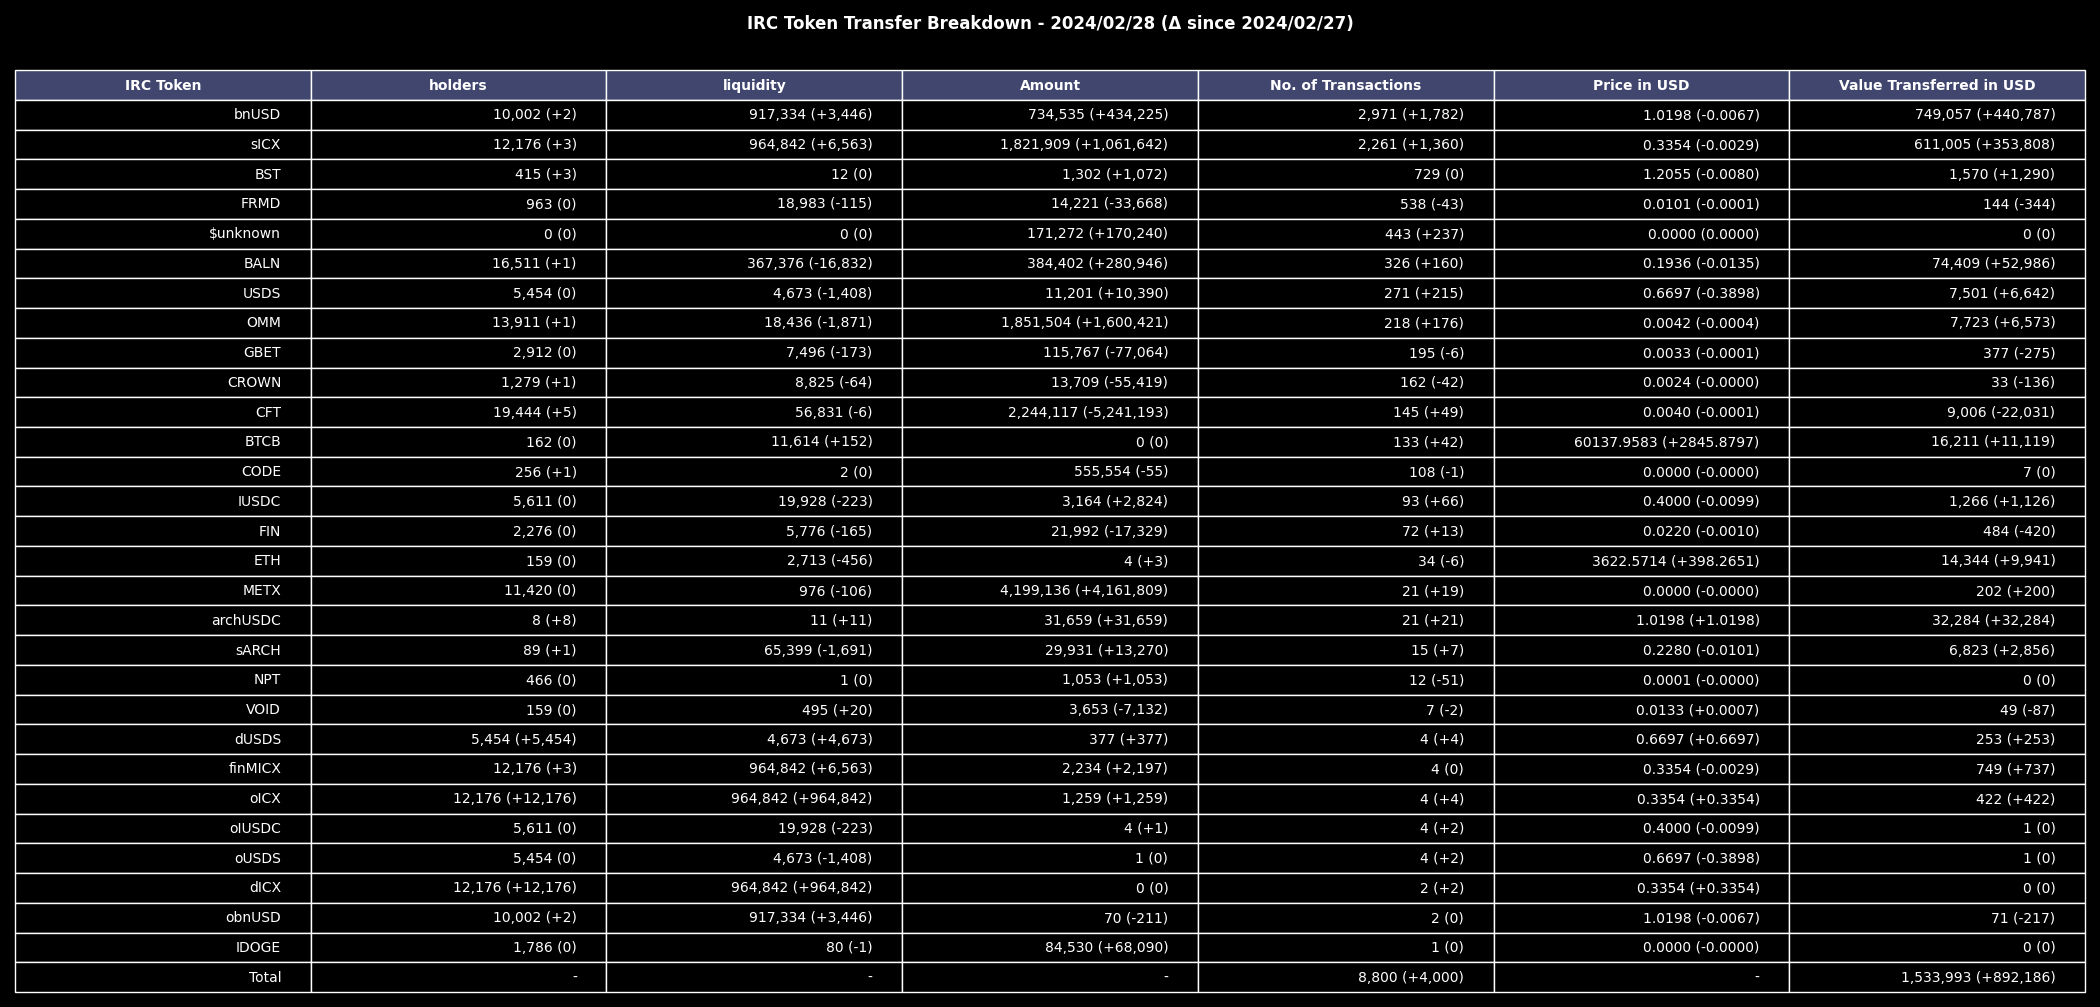 IRC Token Transfer Breakdown - 2024/02/28 (Δ since 2024/02/27)
IRC Token holders liquidity Amount No. of Transactions Price in USD Value Transferred in USD
bnUSD 10,002 (+2) 917,334 (+3,446) 734,535 (+434,225) 2,971 (+1,782) 1.0198 (-0.0067) 749,057 (+440,787)
sICX 12,176 (+3) 964,842 (+6,563) 1,821,909 (+1,061,642) 2,261 (+1,360) 0.3354 (-0.0029) 611,005 (+353,808)
BST 415 (+3) 12 (0) 1,302 (+1,072) 729 (0) 1.2055 (-0.0080) 1,570 (+1,290)
FRMD 963 (0) 18,983 (-115) 14,221 (-33,668) 538 (-43) 0.0101 (-0.0001) 144 (-344)
$unknown 0 (0) 0 (0) 171,272 (+170,240) 443 (+237) 0.0000 (0.0000) 0 (0)
BALN 16,511 (+1) 367,376 (-16,832) 384,402 (+280,946) 326 (+160) 0.1936 (-0.0135) 74,409 (+52,986)
USDS 5,454 (0) 4,673 (-1,408) 11,201 (+10,390) 271 (+215) 0.6697 (-0.3898) 7,501 (+6,642)
OMM 13,911 (+1) 18,436 (-1,871) 1,851,504 (+1,600,421) 218 (+176) 0.0042 (-0.0004) 7,723 (+6,573)
GBET 2,912 (0) 7,496 (-173) 115,767 (-77,064) 195 (-6) 0.0033 (-0.0001) 377 (-275)
CROWN 1,279 (+1) 8,825 (-64) 13,709 (-55,419) 162 (-42) 0.0024 (-0.0000) 33 (-136)
CFT 19,444 (+5) 56,831 (-6) 2,244,117 (-5,241,193) 145 (+49) 0.0040 (-0.0001) 9,006 (-22,031)
BTCB 162 (0) 11,614 (+152) 0 (0) 133 (+42) 60137.9583 (+2845.8797) 16,211 (+11,119)
CODE 256 (+1) 2 (0) 555,554 (-55) 108 (-1) 0.0000 (-0.0000) 7 (0)
IUSDC 5,611 (0) 19,928 (-223) 3,164 (+2,824) 93 (+66) 0.4000 (-0.0099) 1,266 (+1,126)
FIN 2,276 (0) 5,776 (-165) 21,992 (-17,329) 72 (+13) 0.0220 (-0.0010) 484 (-420)
ETH 159 (0) 2,713 (-456) 4 (+3) 34 (-6) 3622.5714 (+398.2651) 14,344 (+9,941)
METX 11,420 (0) 976 (-106) 4,199,136 (+4,161,809) 21 (+19) 0.0000 (-0.0000) 202 (+200)
archUSDC 8 (+8) 11 (+11) 31,659 (+31,659) 21 (+21) 1.0198 (+1.0198) 32,284 (+32,284)
sARCH 89 (+1) 65,399 (-1,691) 29,931 (+13,270) 15 (+7) 0.2280 (-0.0101) 6,823 (+2,856)
NPT 466 (0) 1 (0) 1,053 (+1,053) 12 (-51) 0.0001 (-0.0000) 0 (0)
VOID 159 (0) 495 (+20) 3,653 (-7,132) 7 (-2) 0.0133 (+0.0007) 49 (-87)
dUSDS 5,454 (+5,454) 4,673 (+4,673) 377 (+377) 4 (+4) 0.6697 (+0.6697) 253 (+253)
finMICX 12,176 (+3) 964,842 (+6,563) 2,234 (+2,197) 4 (0) 0.3354 (-0.0029) 749 (+737)
oICX 12,176 (+12,176) 964,842 (+964,842) 1,259 (+1,259) 4 (+4) 0.3354 (+0.3354) 422 (+422)
oIUSDC 5,611 (0) 19,928 (-223) 4 (+1) 4 (+2) 0.4000 (-0.0099) 1 (0)
oUSDS 5,454 (0) 4,673 (-1,408) 1 (0) 4 (+2) 0.6697 (-0.3898) 1 (0)
dICX 12,176 (+12,176) 964,842 (+964,842) 0 (0) 2 (+2) 0.3354 (+0.3354) 0 (0)
obnUSD 10,002 (+2) 917,334 (+3,446) 70 (-211) 2 (0) 1.0198 (-0.0067) 71 (-217)
IDOGE 1,786 (0) 80 (-1) 84,530 (+68,090) 1 (0) 0.0000 (-0.0000) 0 (0)
Total - - - 8,800 (+4,000) - 1,533,993 (+892,186)